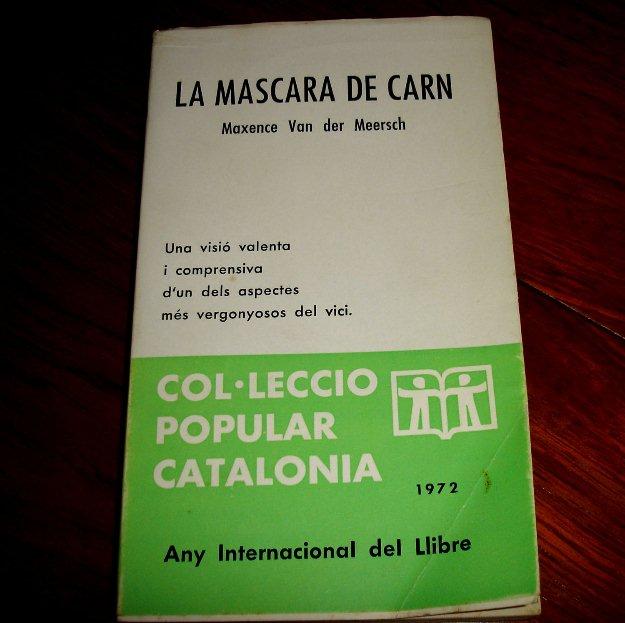 LA MASCARA DE CARN
Maxence Van der Meersch
Una visió valenta
i comprensiva
d'un dels aspectes
més vergonyosos del vici.
COL·LECCIO
POPULAR
CATALONIA
1972
Any Internacional del Llibre